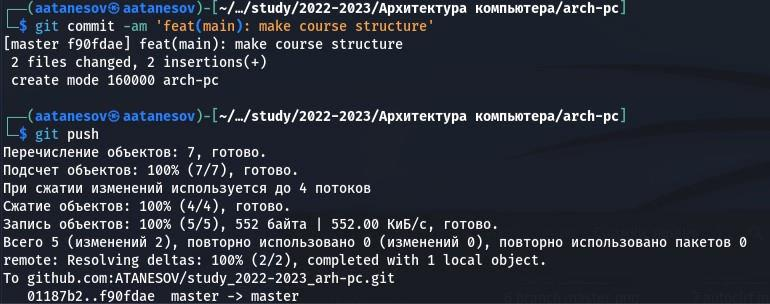 ┌──(aatanesov㉿aatanesov)-[~/…/study/2022-2023/Архитектура компьютера/arch-pc]
└─$ git commit -am 'feat(main): make course structure'
[master f90fdae] feat(main): make course structure
 2 files changed, 2 insertions(+)
 create mode 160000 arch-pc
┌──(aatanesov㉿aatanesov)-[~/…/study/2022-2023/Архитектура компьютера/arch-pc]
└─$ git push
Перечисление объектов: 7, готово.
Подсчет объектов: 100% (7/7), готово.
При сжатии изменений используется до 4 потоков
Сжатие объектов: 100% (4/4), готово.
Запись объектов: 100% (5/5), 552 байта | 552.00 КиБ/с, готово.
Всего 5 (изменений 2), повторно использовано 0 (изменений 0), повторно использовано пакетов 0
remote: Resolving deltas: 100% (2/2), completed with 1 local object.
To github.com:ATANESOV/study_2022-2023_arh-pc.git
   01187b2..f90fdae  master -> master